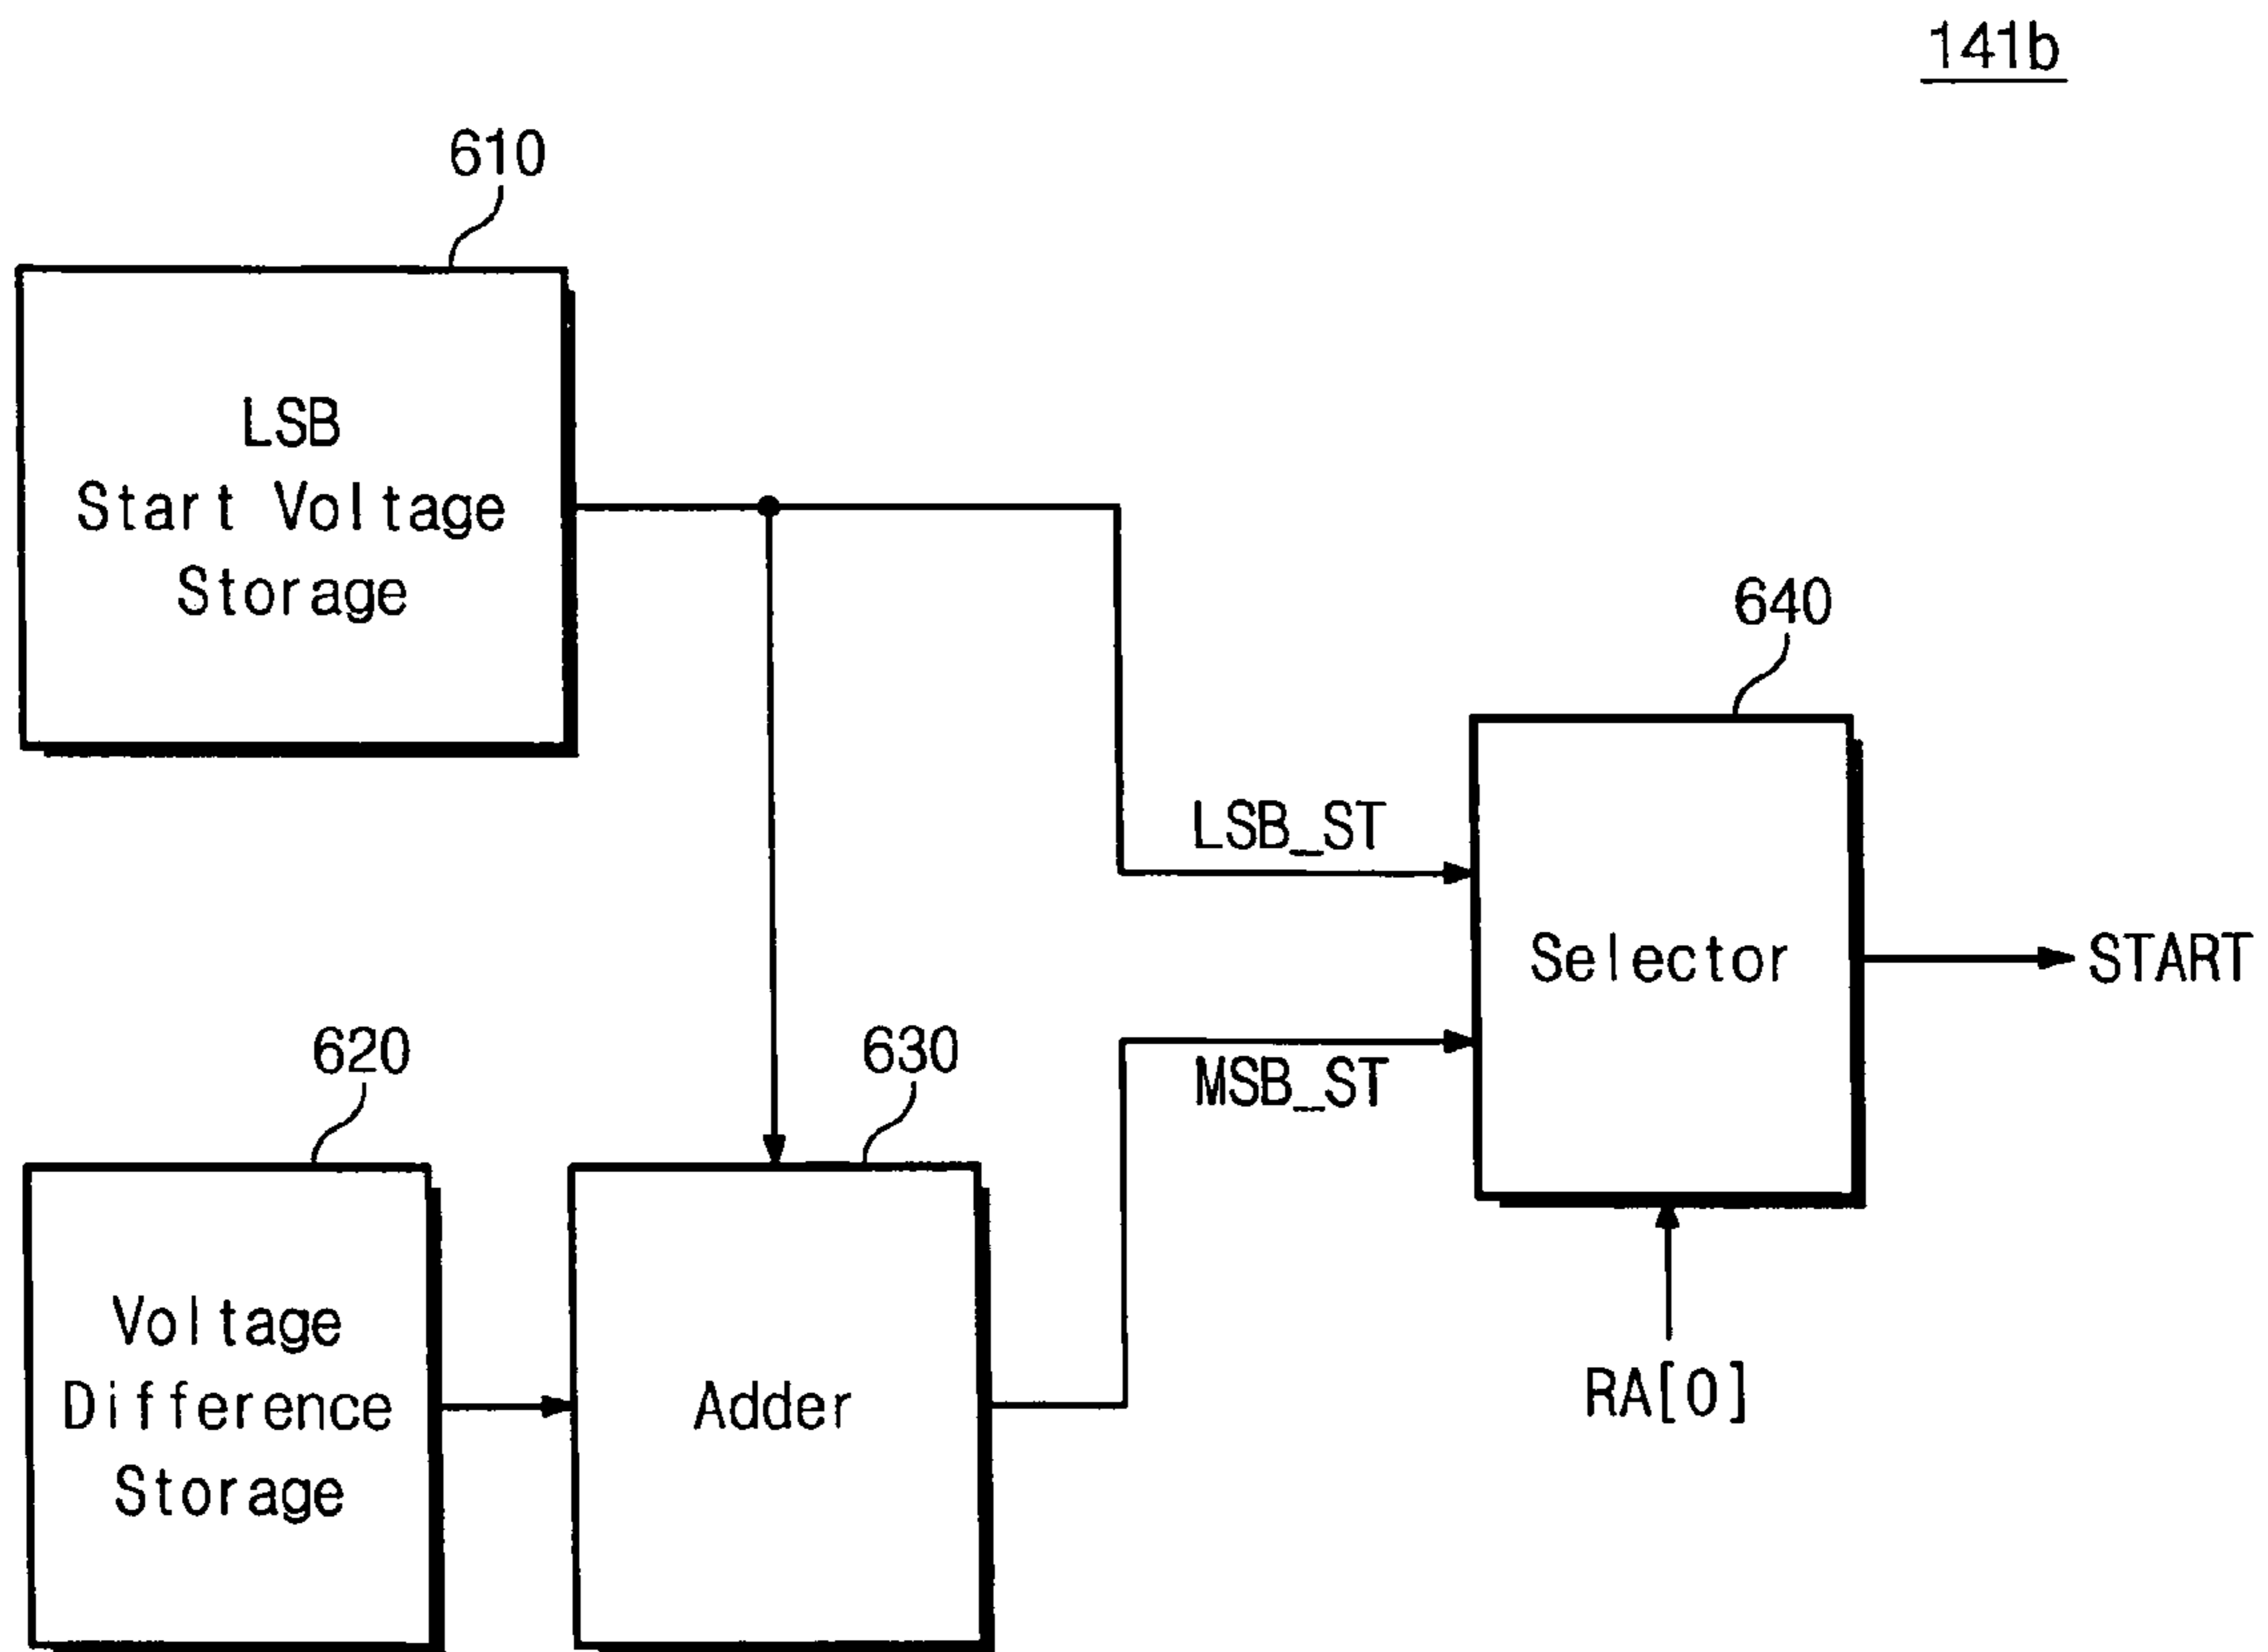 141b
610
LSB
Start Voltage
Storage
640
LSB_ST
Selector
START
620
630
MSB_ST
Voltage
Difference
Storage
Adder
RA[0]